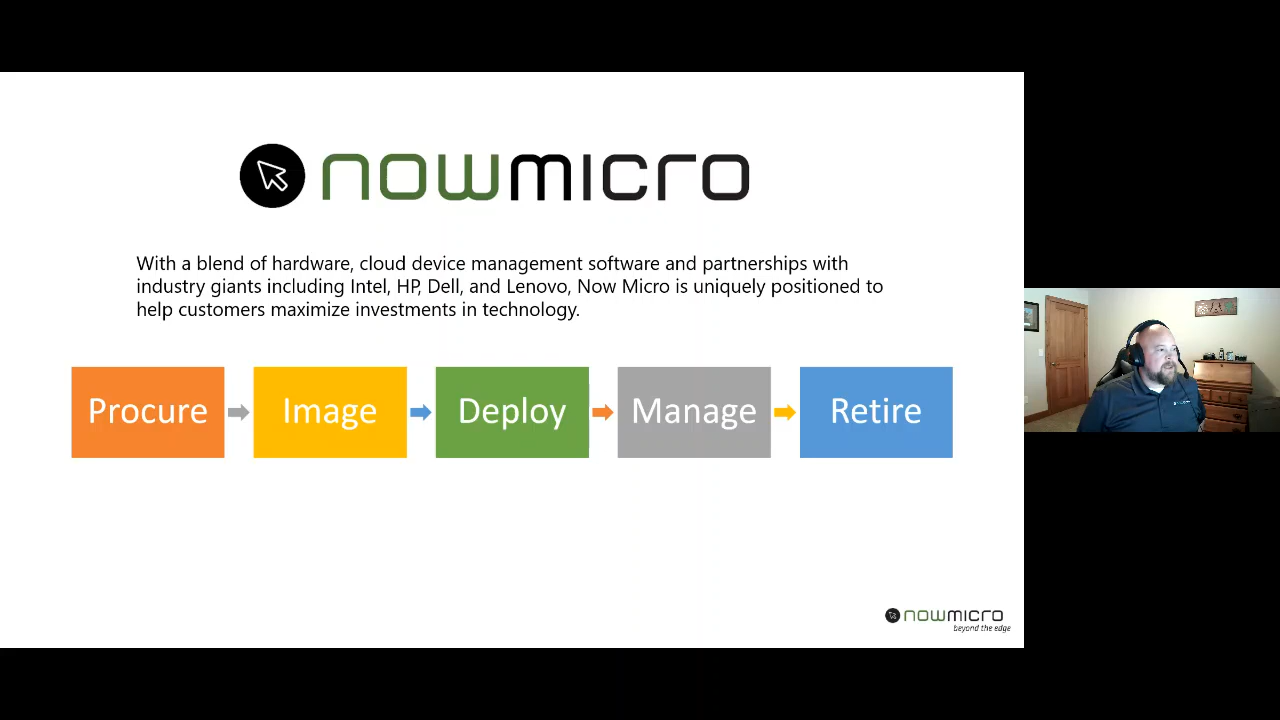 nowmicro
With a blend of hardware, cloud device management software and partnerships with
industry giants including Intel, HP, Dell, and Lenovo, Now Micro is uniquely positioned to
help customers maximize investments in technology.
Procure
Image
Deploy
Manage
Retire
nowmicro
beyond the edge